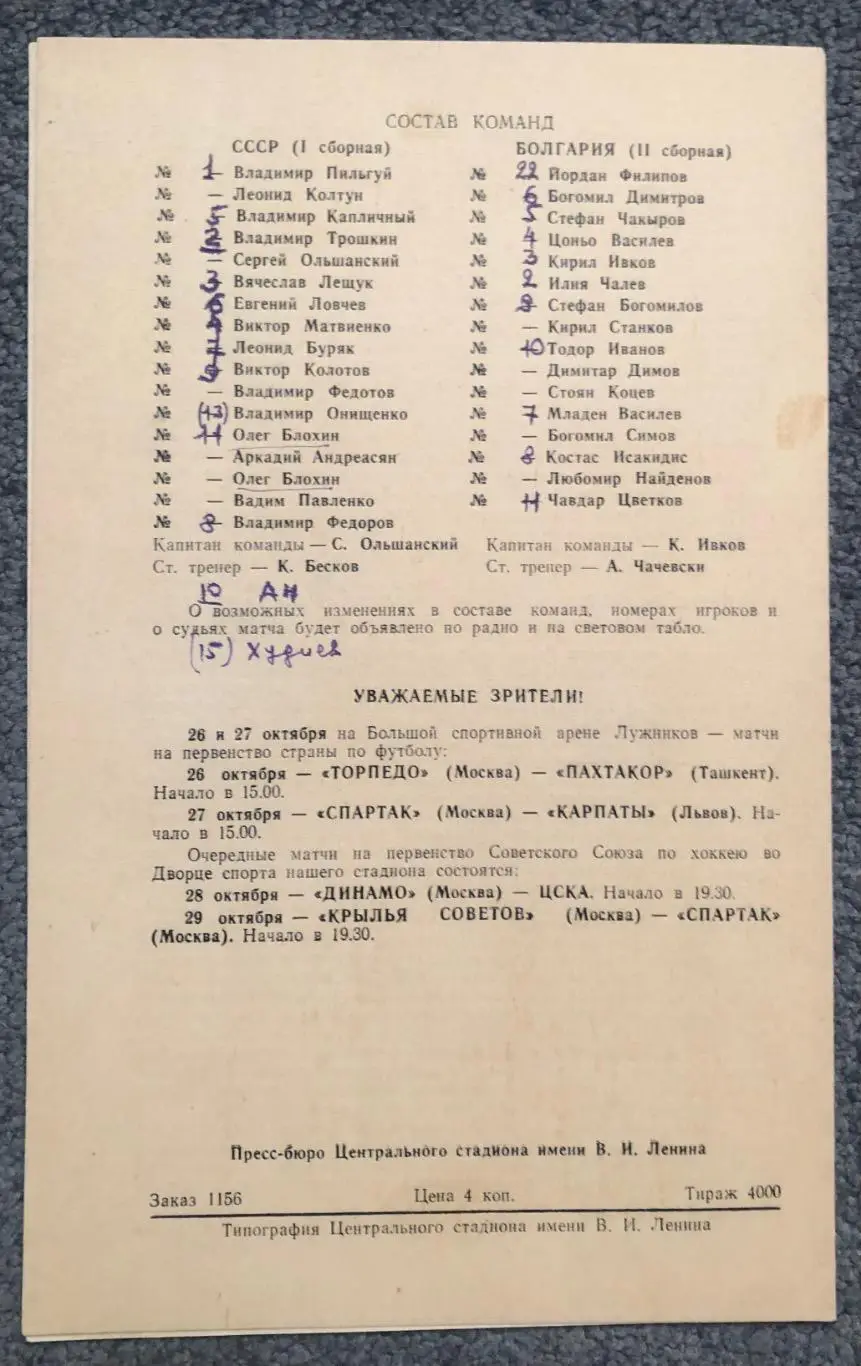 СОСТАВ КОМАНД
СССР (I сборная)
№ 1 Владимир Пильгуй
№ — Леонид Колтун
№ 5 Владимир Капличный
№ 2 Владимир Трошкин
№ — Сергей Ольшанский
№ 3 Вячеслав Лещук
№ 6 Евгений Ловчев
№ Виктор Матвиенко
№ Леонид Буряк
№ 9 Виктор Колотов
№ — Владимир Федотов
№ (13) Владимир Онищенко
№ 11 Олег Блохин
№ — Аркадий Андреасян
№ — Олег Блохин
№ — Вадим Павленко
№ 8 Владимир Федоров
Капитан команды — С. Ольшанский
Ст. тренер — К. Бесков
БОЛГАРИЯ (II сборная)
№ 22 Йордан Филипов
№ 6 Богомил Димитров
№ 5 Стефан Чакыров
№ 4 Цоньо Василев
№ 3 Кирил Ивков
№ 2 Илия Чалев
№ 9 Стефан Богомилов
№ — Кирил Станков
№ 10 Тодор Иванов
№ — Димитар Димов
№ — Стоян Коцев
№ 7 Младен Василев
№ — Богомил Симов
№ 8 Костас Исакидис
№ — Любомир Найденов
№ 11 Чавдар Цветков
Капитан команды — К. Ивков
Ст. тренер — А. Чачевски
10 АН
О возможных изменениях в составе команд, номерах игроков и
о судьях матча будет объявлено по радио и на световом табло.
(15) Худиев
УВАЖАЕМЫЕ ЗРИТЕЛИ!
26 и 27 октября на Большой спортивной арене Лужников — матчи
на первенство страны по футболу:
26 октября — «ТОРПЕДО» (Москва) — «ПАХТАКОР» (Ташкент).
Начало в 15.00.
27 октября — «СПАРТАК» (Москва) — «КАРПАТЫ» (Львов). На-
чало в 15.00.
Очередные матчи на первенство Советского Союза по хоккею во
Дворце спорта нашего стадиона состоятся:
28 октября — «ДИНАМО» (Москва) — ЦСКА. Начало в 19.30.
29 октября — «КРЫЛЬЯ СОВЕТОВ» (Москва) — «СПАРТАК»
(Москва). Начало в 19.30.
Пресс-бюро Центрального стадиона имени В. И. Ленина
Заказ 1156 Цена 4 коп. Тираж 4000
Типография Центрального стадиона имени В. И. Ленина